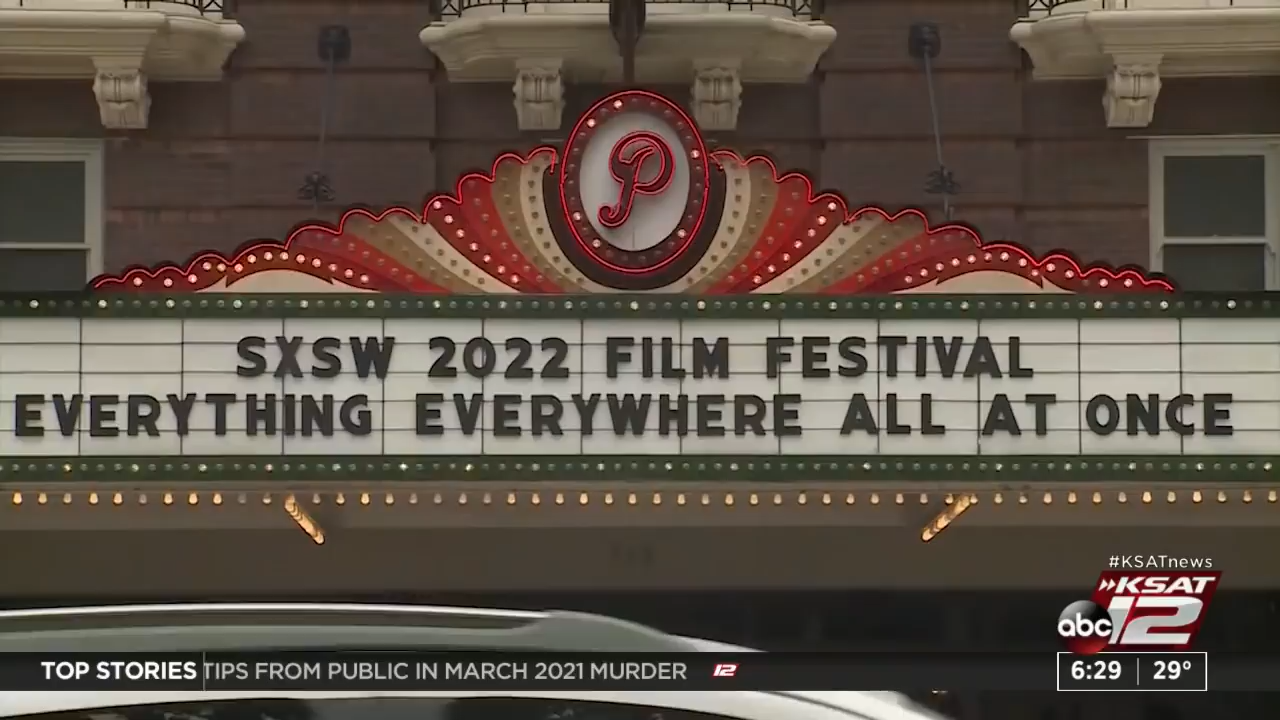 P
SXSW 2022 FILM FESTIVAL
EVERYTHING EVERYWHERE ALL AT ONCE
#KSATnews
KSAT
abc 12
TOP STORIES TIPS FROM PUBLIC IN MARCH 2021 MURDER 12
6:29 29°